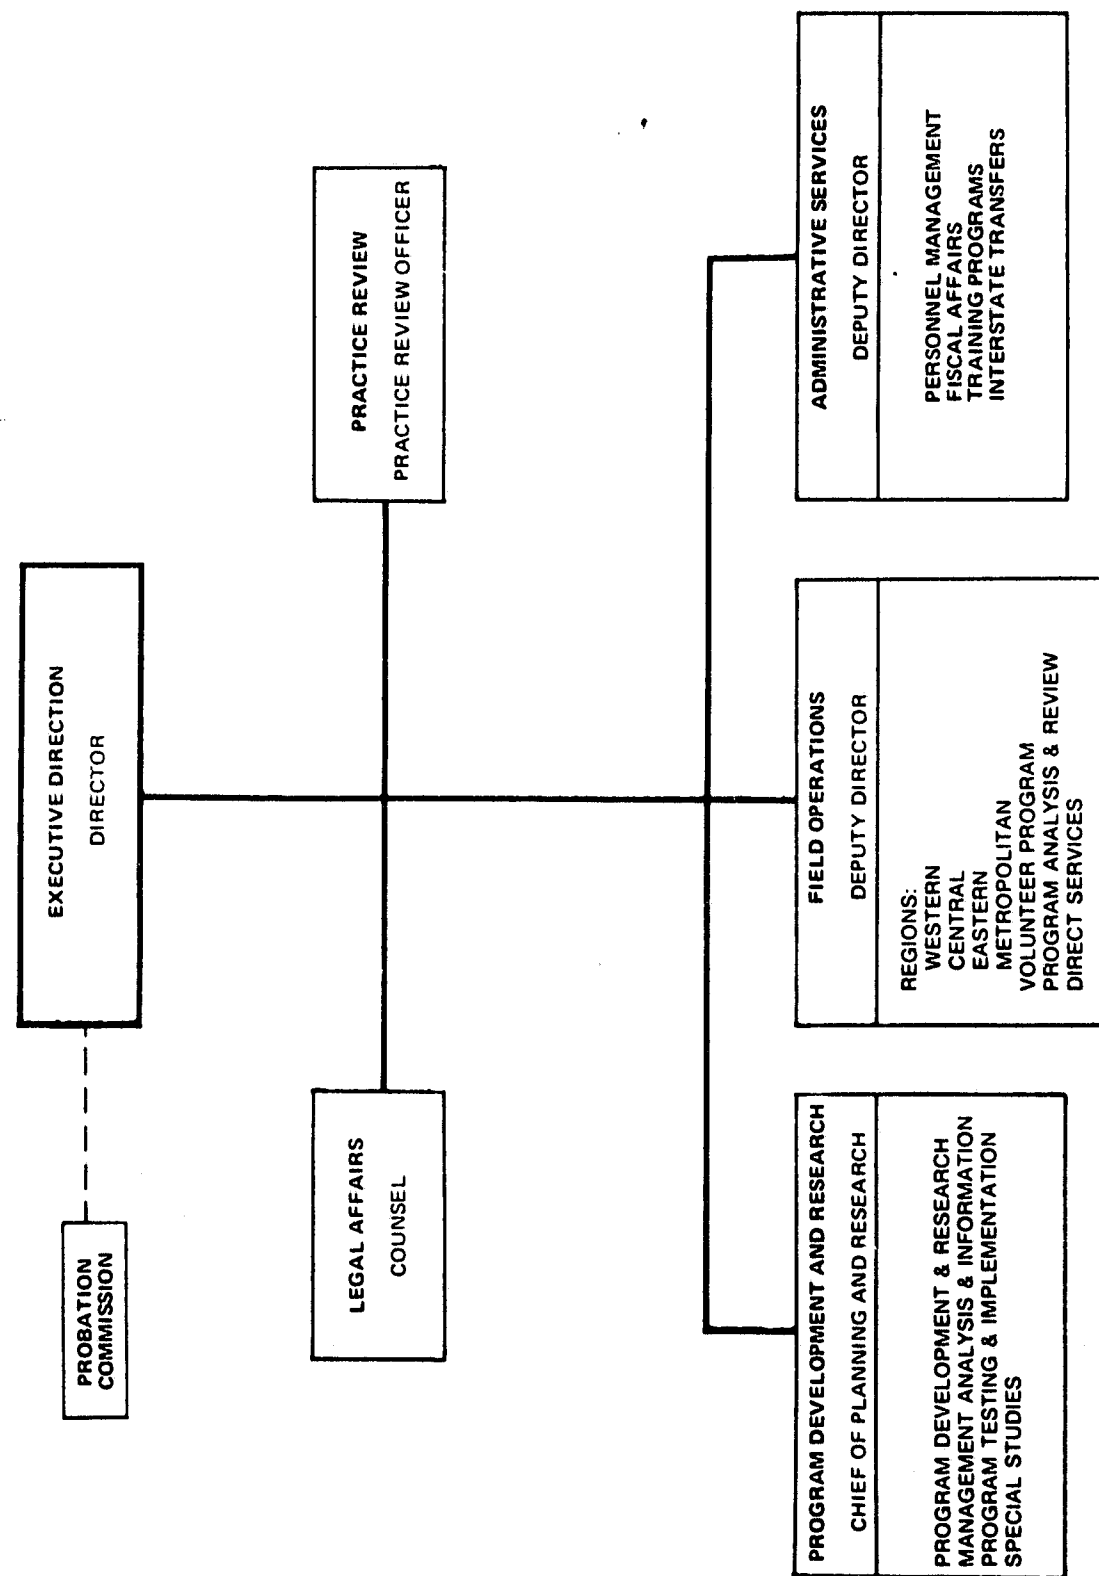 EXECUTIVE DIRECTION
DIRECTOR
PROBATION
COMMISSION
LEGAL AFFAIRS
COUNSEL
PRACTICE REVIEW
PRACTICE REVIEW OFFICER
PROGRAM DEVELOPMENT AND RESEARCH
CHIEF OF PLANNING AND RESEARCH
PROGRAM DEVELOPMENT & RESEARCH
MANAGEMENT ANALYSIS & INFORMATION
PROGRAM TESTING & IMPLEMENTATION
SPECIAL STUDIES
FIELD OPERATIONS
DEPUTY DIRECTOR
REGIONS:
WESTERN
CENTRAL
EASTERN
METROPOLITAN
VOLUNTEER PROGRAM
PROGRAM ANALYSIS & REVIEW
DIRECT SERVICES
ADMINISTRATIVE SERVICES
DEPUTY DIRECTOR
PERSONNEL MANAGEMENT
FISCAL AFFAIRS
TRAINING PROGRAMS
INTERSTATE TRANSFERS